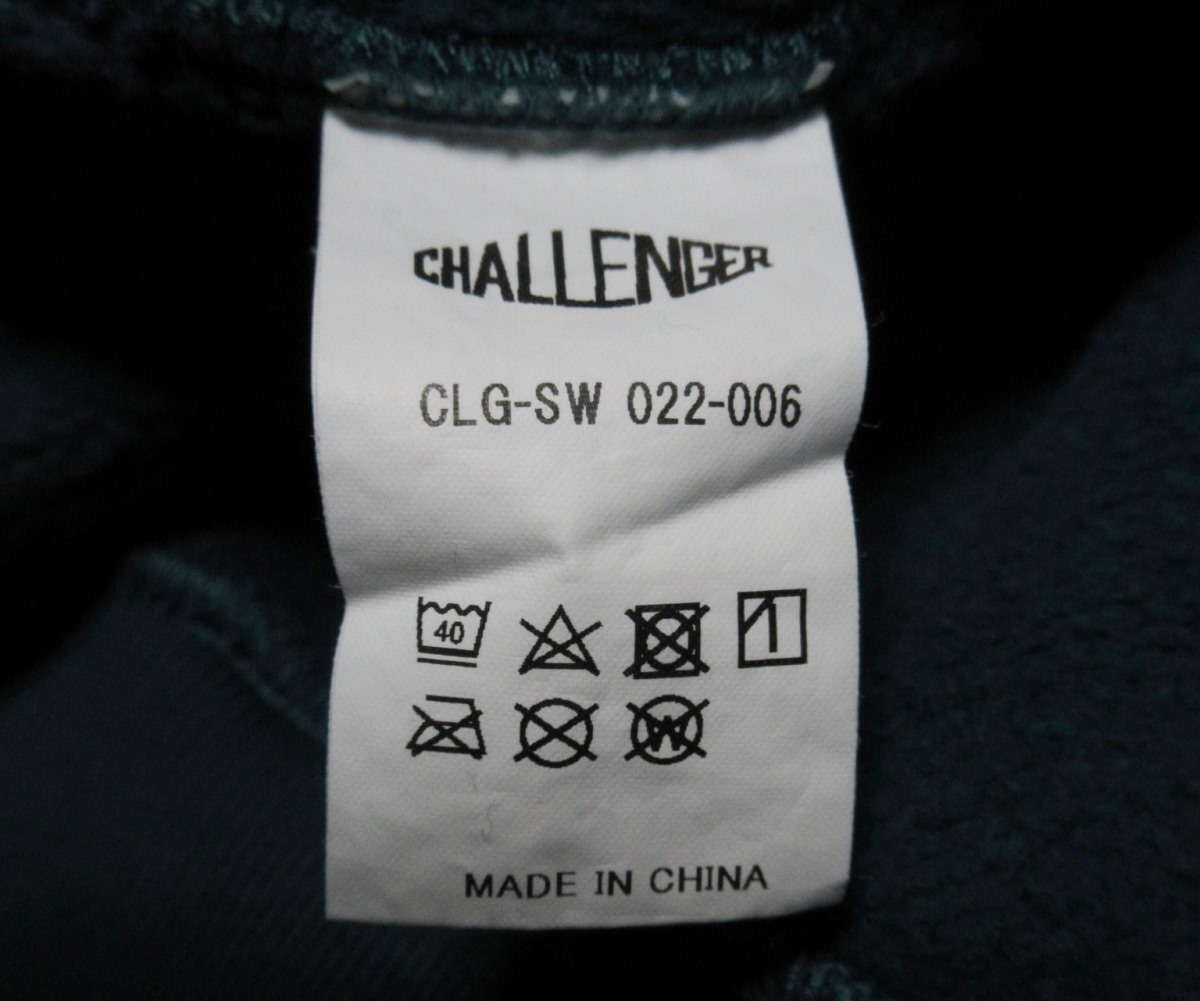 CHALLENGER
CLG-SW 022-006
40
W
MADE IN CHINA